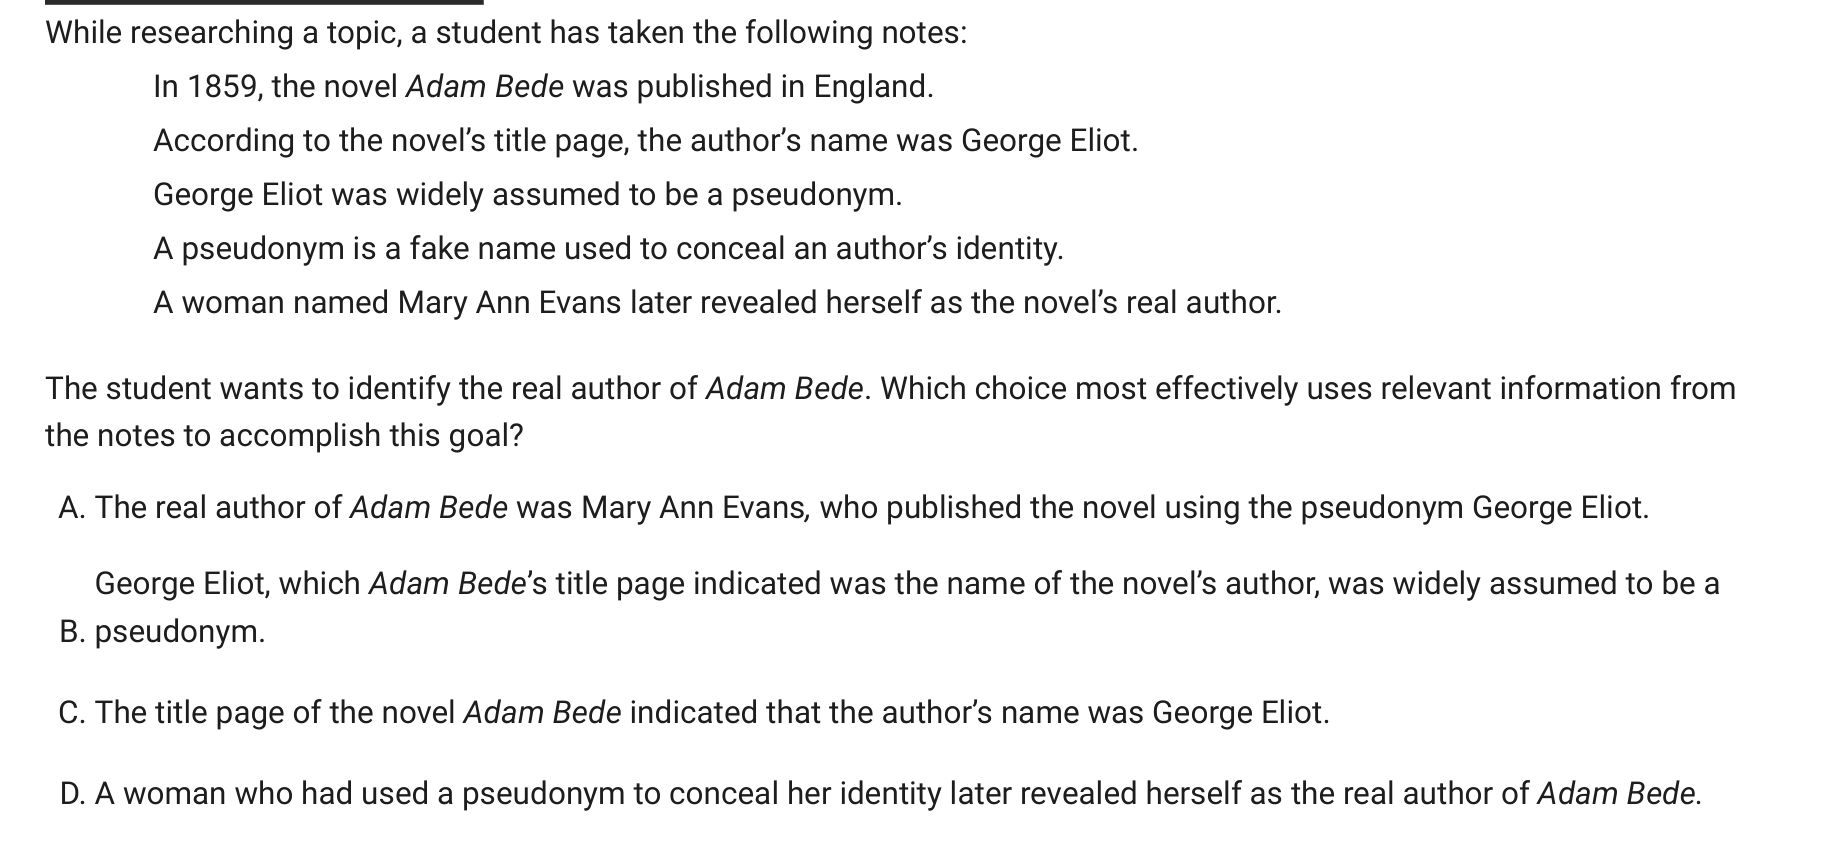 While researching a topic, a student has taken the following notes:
In 1859, the novel Adam Bede was published in England.
According to the novel’s title page, the author’s name was George Eliot.
George Eliot was widely assumed to be a pseudonym.
A pseudonym is a fake name used to conceal an author’s identity.
A woman named Mary Ann Evans later revealed herself as the novel’s real author.
The student wants to identify the real author of Adam Bede. Which choice most effectively uses relevant information from
the notes to accomplish this goal?
A. The real author of Adam Bede was Mary Ann Evans, who published the novel using the pseudonym George Eliot.
George Eliot, which Adam Bede’s title page indicated was the name of the novel’s author, was widely assumed to be a
B. pseudonym.
C. The title page of the novel Adam Bede indicated that the author’s name was George Eliot.
D. A woman who had used a pseudonym to conceal her identity later revealed herself as the real author of Adam Bede.